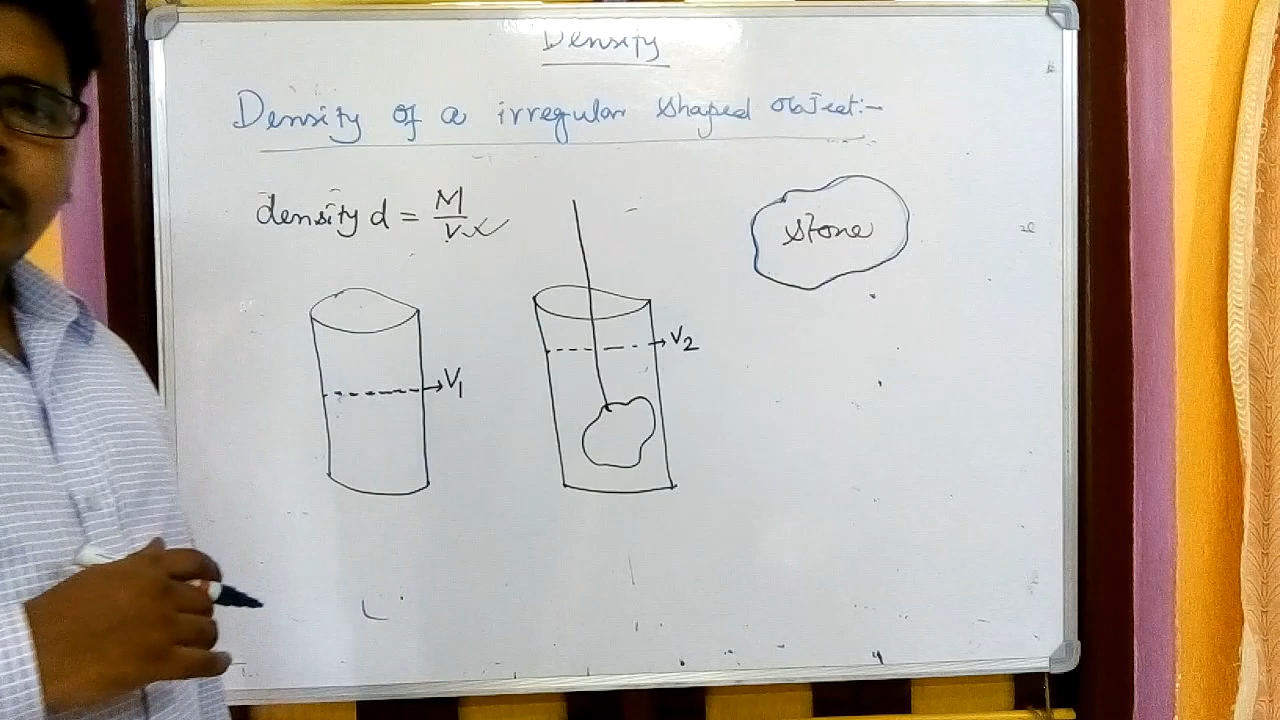 Density
Density of a irregular shaped object:-
density d = M/V
stone
V₁
V₂